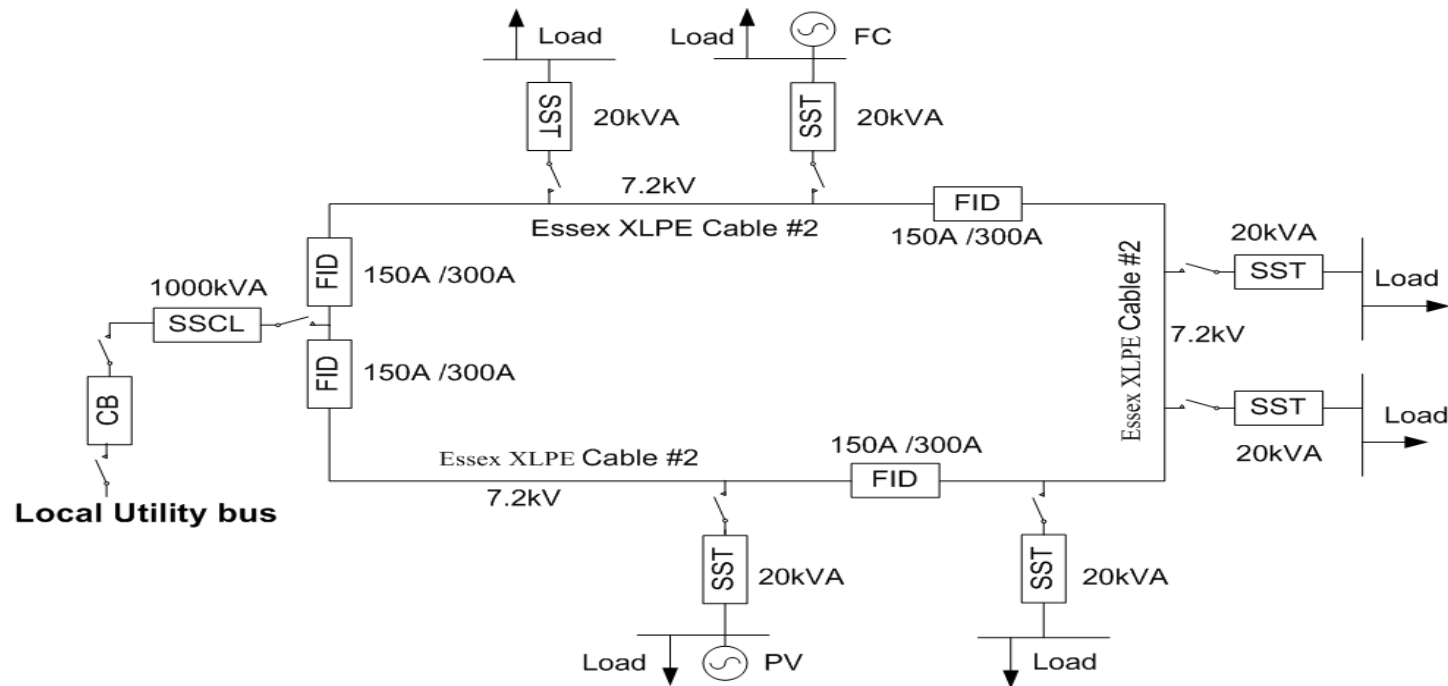 Load
Load
FC
SST
20kVA
SST
20kVA
7.2kV
FID
Essex XLPE Cable #2
150A /300A
20kVA
FID
150A /300A
Essex XLPE Cable #2
SST
Load
1000kVA
SSCL
7.2kV
FID
150A /300A
CB
SST
Load
150A /300A
20kVA
Essex XLPE Cable #2
FID
7.2kV
Local Utility bus
SST
20kVA
SST
20kVA
Load
PV
Load